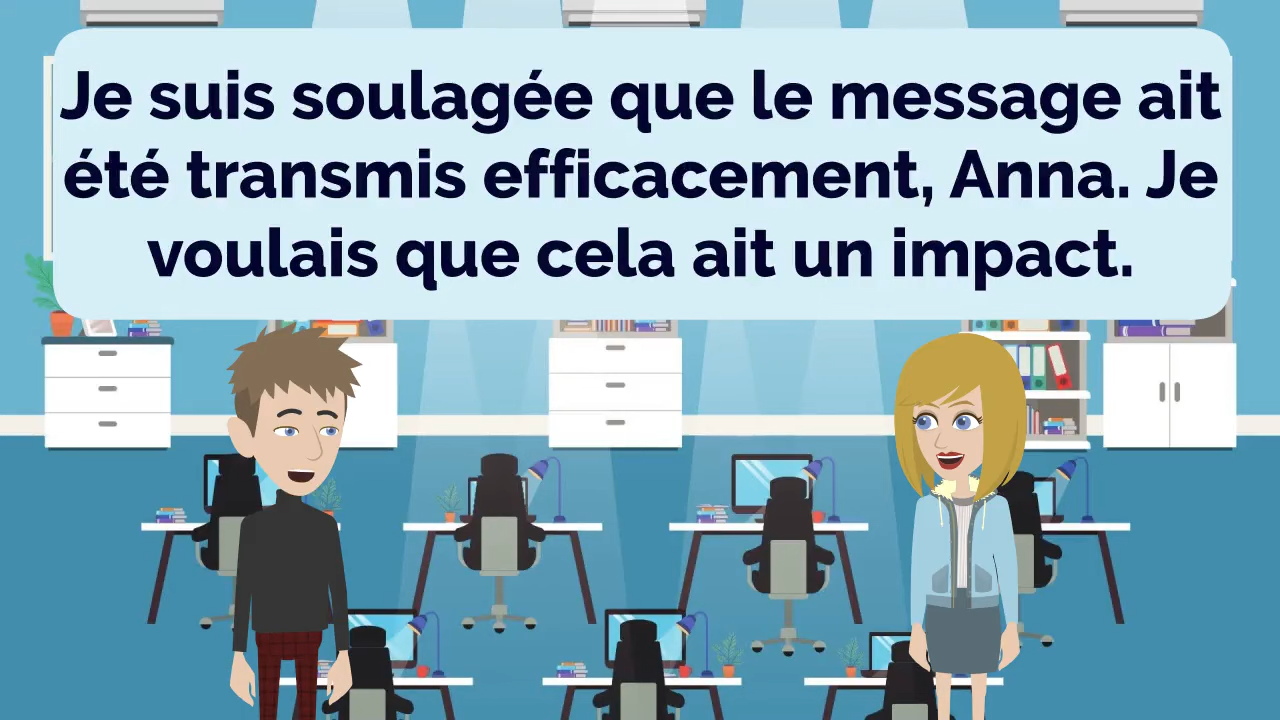 Je suis soulagée que le message ait
été transmis efficacement, Anna. Je
voulais que cela ait un impact.